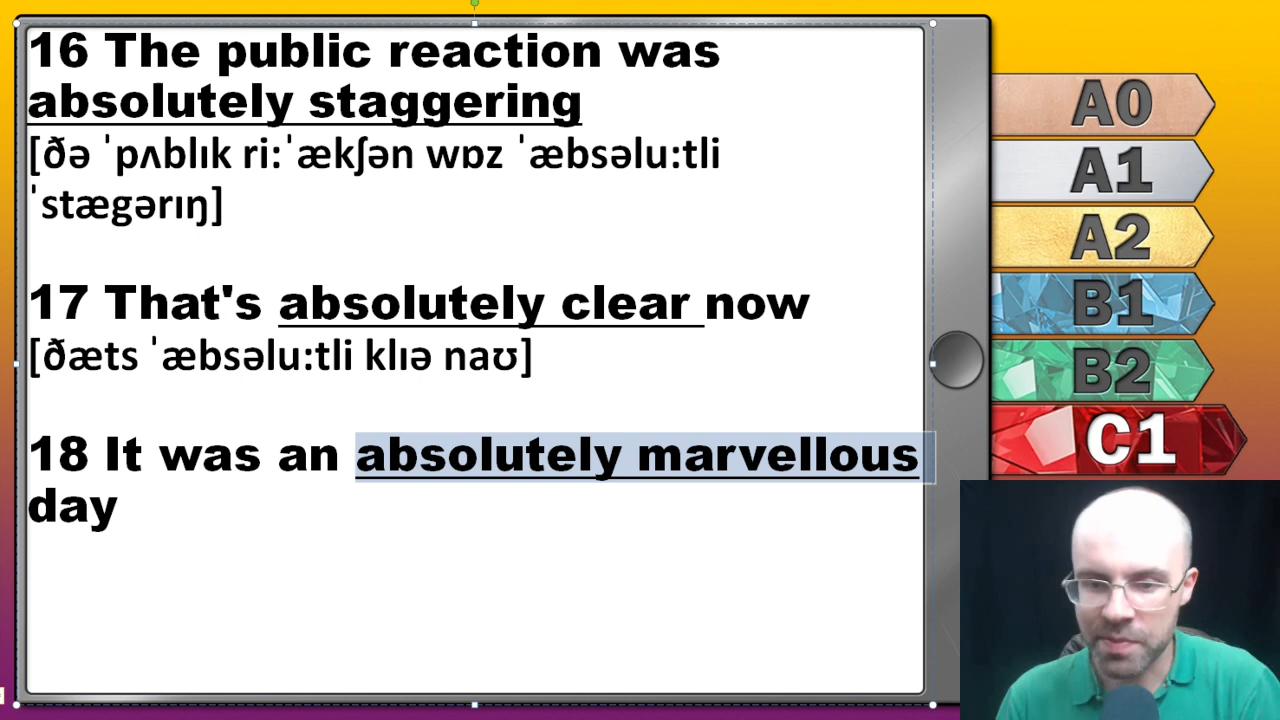 16 The public reaction was
absolutely staggering
[ðə ˈpʌblɪk ri:ˈækʃən wɒz ˈæbsəlu:tli
ˈstægərɪŋ]
17 That's absolutely clear now
[ðæts ˈæbsəlu:tli klɪə naʊ]
18 It was an absolutely marvellous
day
A0
A1
A2
B1
B2
C1